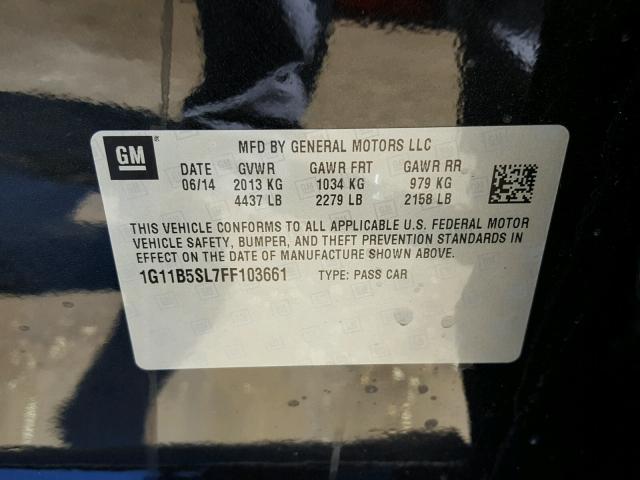 GM
®
MFD BY GENERAL MOTORS LLC
DATE GVWR GAWR FRT GAWR RR
06/14 2013 KG 1034 KG 979 KG
4437 LB 2279 LB 2158 LB
THIS VEHICLE CONFORMS TO ALL APPLICABLE U.S. FEDERAL MOTOR
VEHICLE SAFETY, BUMPER, AND THEFT PREVENTION STANDARDS IN
EFFECT ON THE DATE OF MANUFACTURE SHOWN ABOVE.
1G11B5SL7FF103661 TYPE: PASS CAR